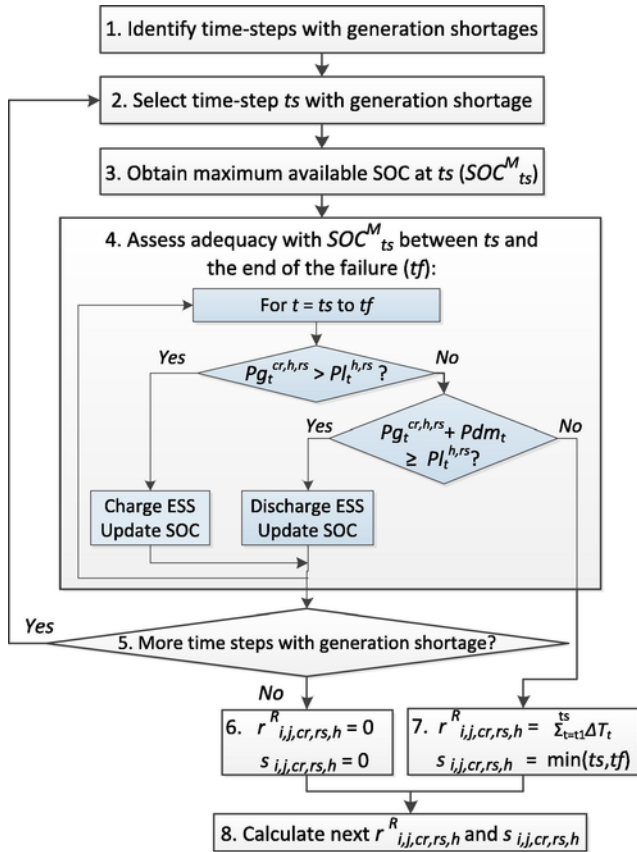 1. Identify time-steps with generation shortages
2. Select time-step ts with generation shortage
3. Obtain maximum available SOC at ts (SOC^M_ts)
4. Assess adequacy with SOC^M_ts between ts and
the end of the failure (tf):
For t = ts to tf
Yes
Pg_t^cr,h,rs > Pl_t^h,rs ?
No
Yes
Pg_t^cr,h,rs + Pdm_t
≥ Pl_t^h,rs?
No
Charge ESS
Update SOC
Discharge ESS
Update SOC
Yes
5. More time steps with generation shortage?
No
6. r^R_i,j,cr,rs,h = 0
s_i,j,cr,rs,h = 0
7. r^R_i,j,cr,rs,h = Σ_t=t1^ts ΔT_t
s_i,j,cr,rs,h = min(ts,tf)
8. Calculate next r^R_i,j,cr,rs,h and s_i,j,cr,rs,h